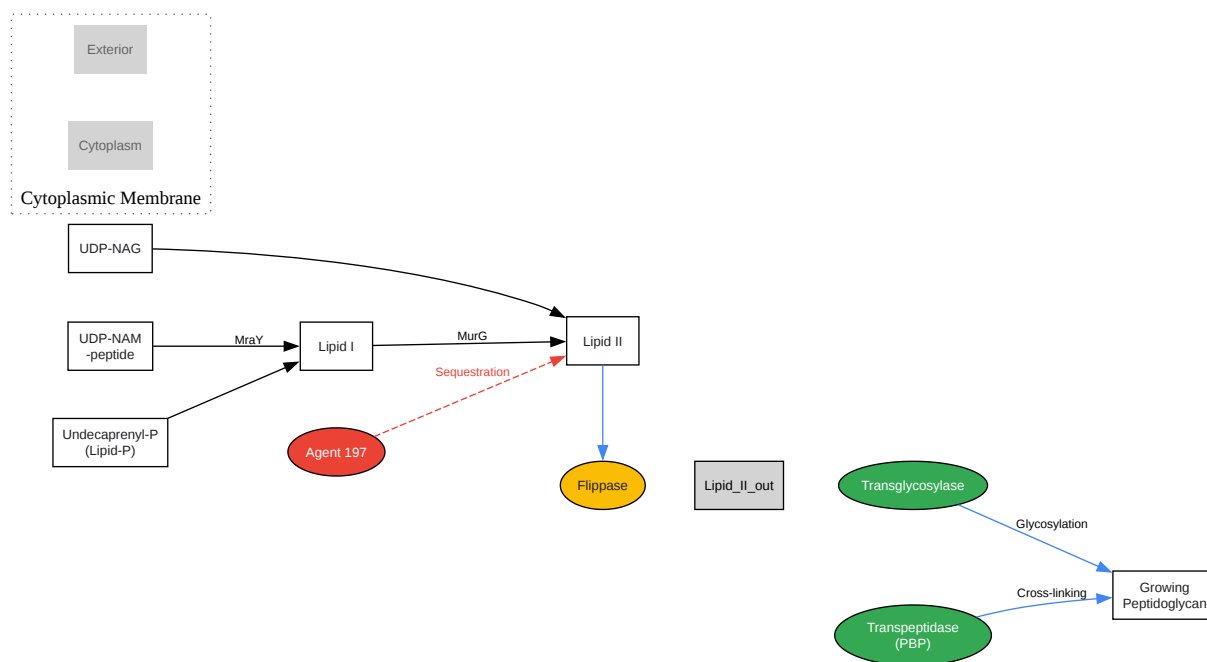 Exterior
Cytoplasm
Cytoplasmic Membrane
UDP-NAG
UDP-NAM
-peptide
MraY
Lipid I
MurG
Lipid II
Sequestration
Undecaprenyl-P
(Lipid-P)
Agent 197
Flippase
Lipid_II_out
Transglycosylase
Glycosylation
Cross-linking
Growing
Peptidoglycan
Transpeptidase
(PBP)